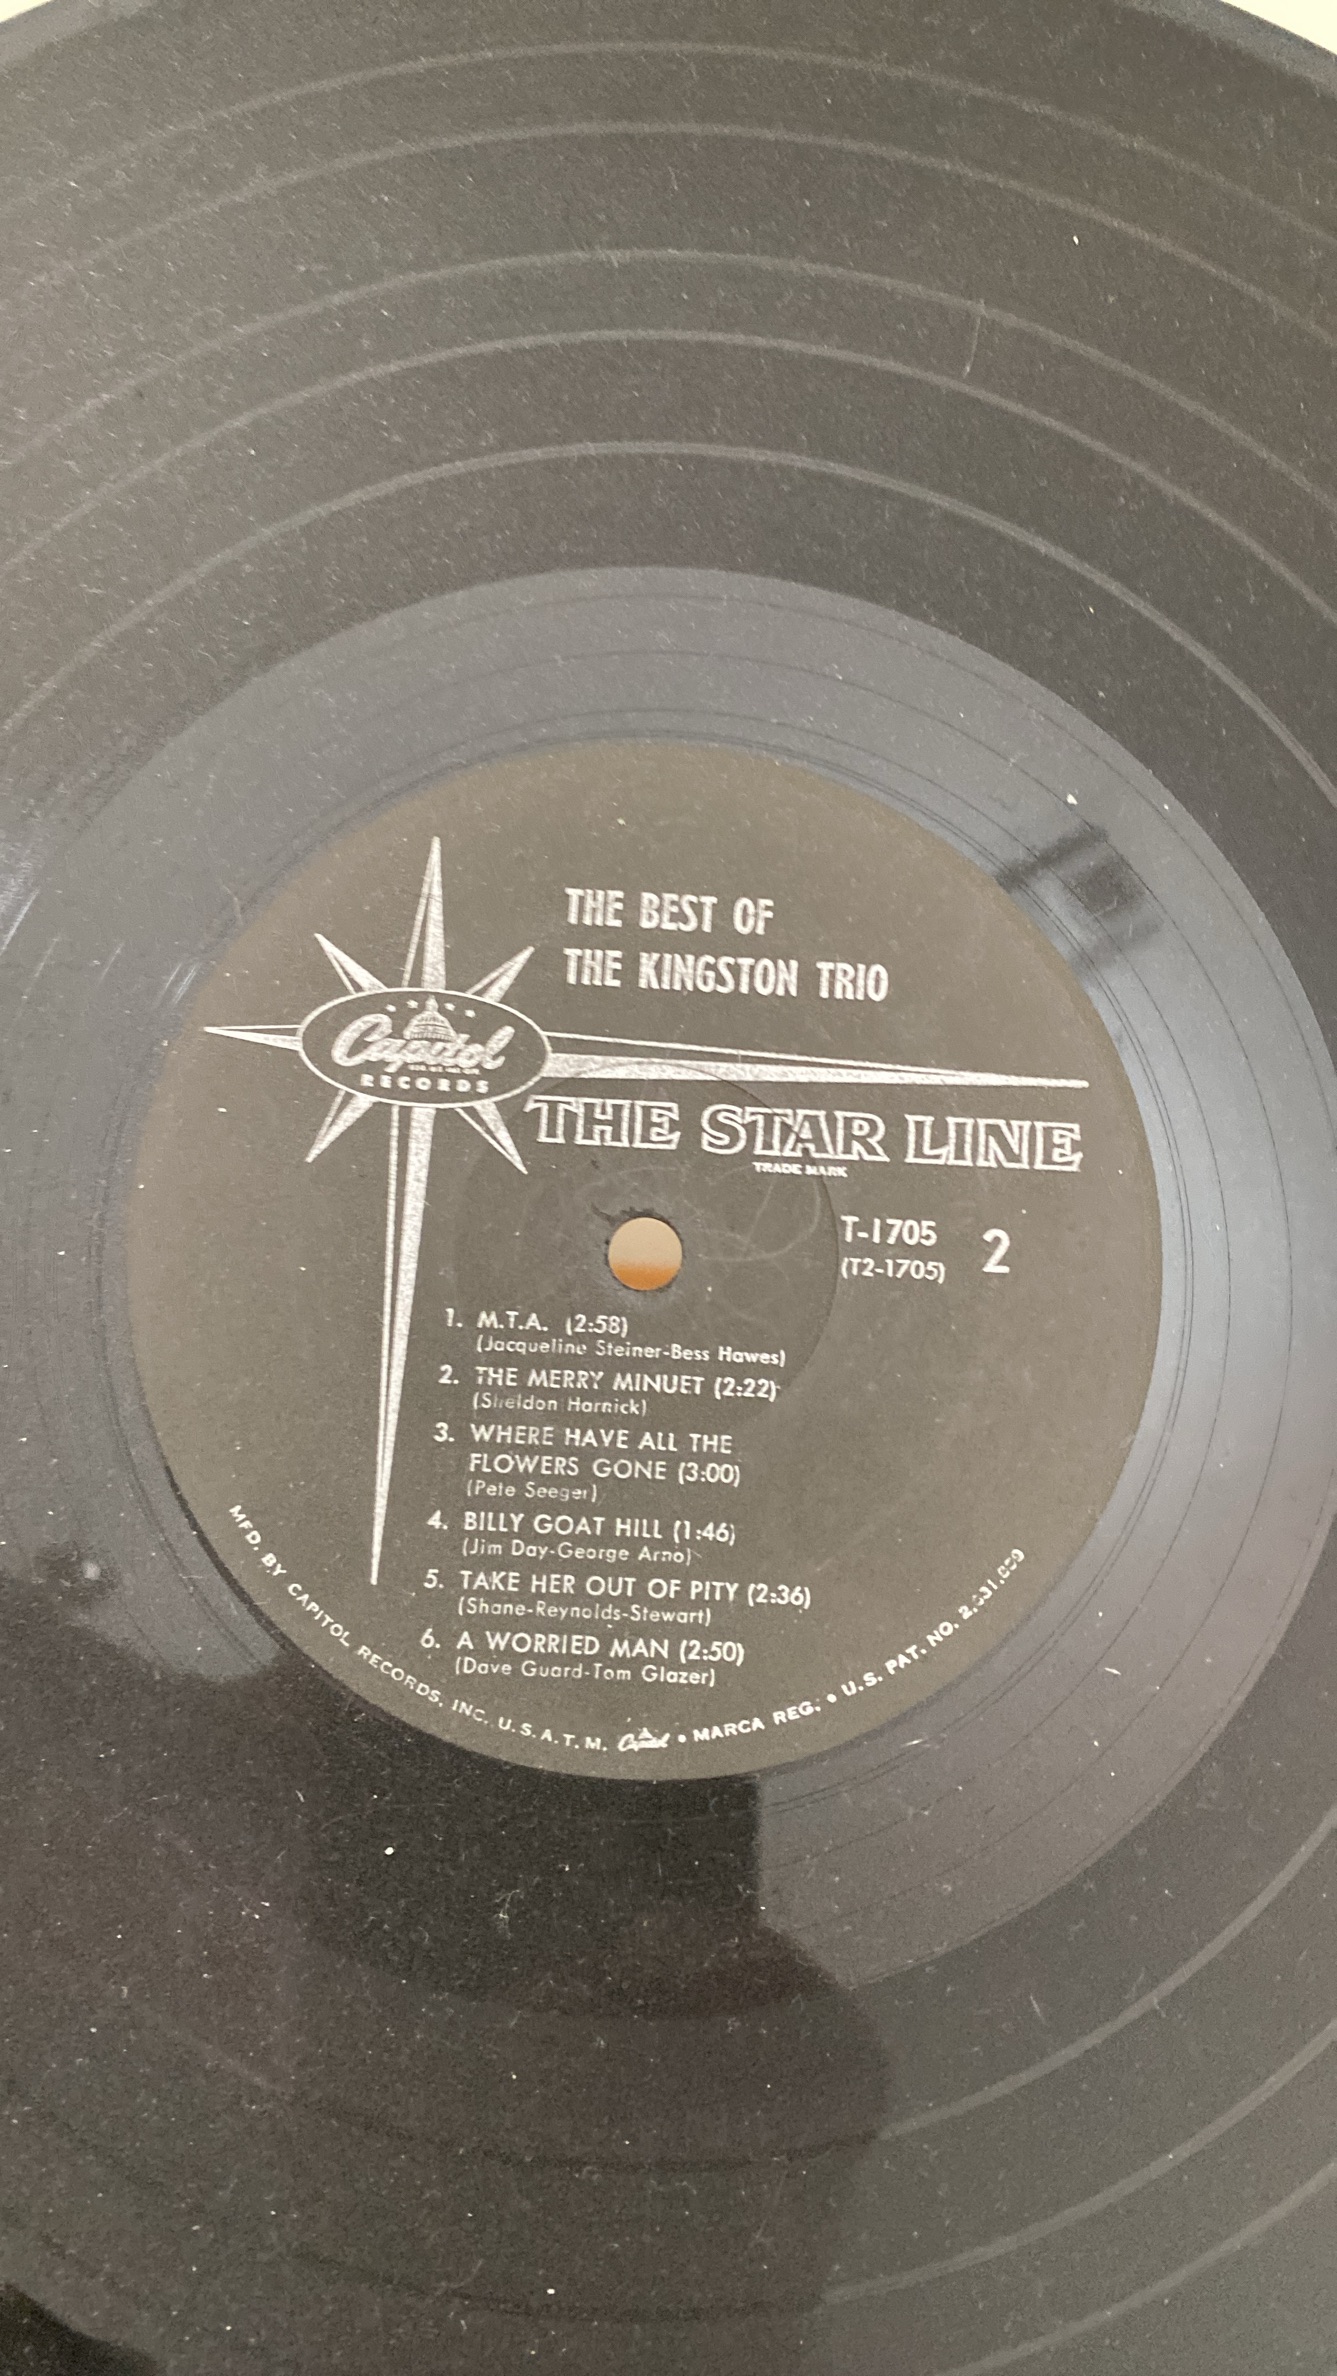 THE BEST OF
THE KINGSTON TRIO
Capitol
RECORDS
THE STAR LINE
TRADE MARK
T-1705 2
(T2-1705)
1. M.T.A. (2:58)
(Jacqueline Steiner-Bess Hawes)
2. THE MERRY MINUET (2:22)
(Sheldon Harnick)
3. WHERE HAVE ALL THE
FLOWERS GONE (3:00)
(Pete Seeger)
4. BILLY GOAT HILL (1:46)
(Jim Day-George Arno)
5. TAKE HER OUT OF PITY (2:36)
(Shane-Reynolds-Stewart)
6. A WORRIED MAN (2:50)
(Dave Guard-Tom Glazer)
MFD. BY CAPITOL RECORDS, INC. U.S.A. T.M. Capitol • MARCA REG. • U.S. PAT. NO.